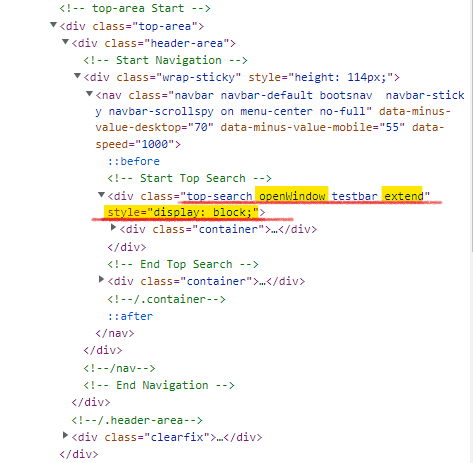 <!-- top-area Start -->
<div class="top-area">
<div class="header-area">
<!-- Start Navigation -->
<div class="wrap-sticky" style="height: 114px;">
<nav class="navbar navbar-default bootsnav  navbar-stick
y navbar-scrollspy on menu-center no-full" data-minus-
value-desktop="70" data-minus-value-mobile="55" data-
speed="1000">
::before
<!-- Start Top Search -->
<div class="top-search openWindow testbar extend"
style="display: block;">
<div class="container">…</div>
</div>
<!-- End Top Search -->
<div class="container">…</div>
<!--/.container-->
::after
</nav>
</div>
<!--/nav-->
<!-- End Navigation -->
</div>
<!--/.header-area-->
<div class="clearfix">…</div>
</div>